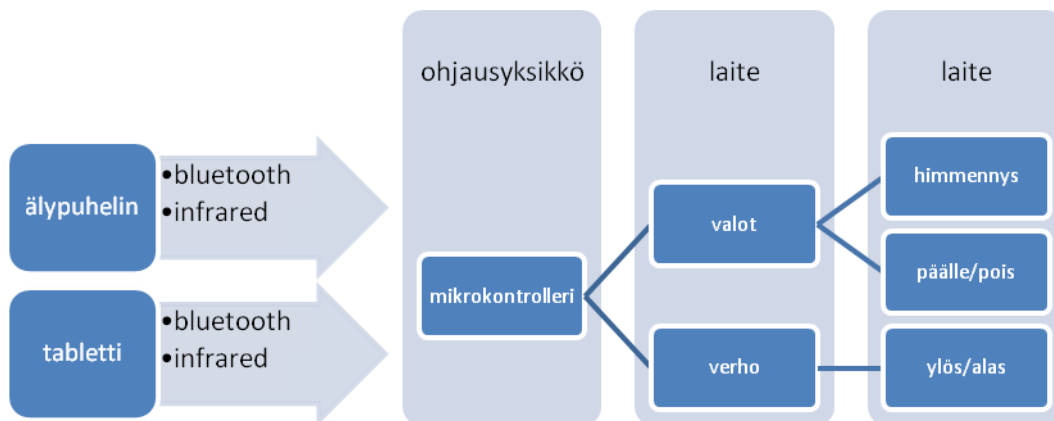 ohjausyksikkö
laite
laite
älypuhelin
•bluetooth
•infrared
tabletti
•bluetooth
•infrared
mikrokontrolleri
valot
verho
himmennys
päälle/pois
ylös/alas